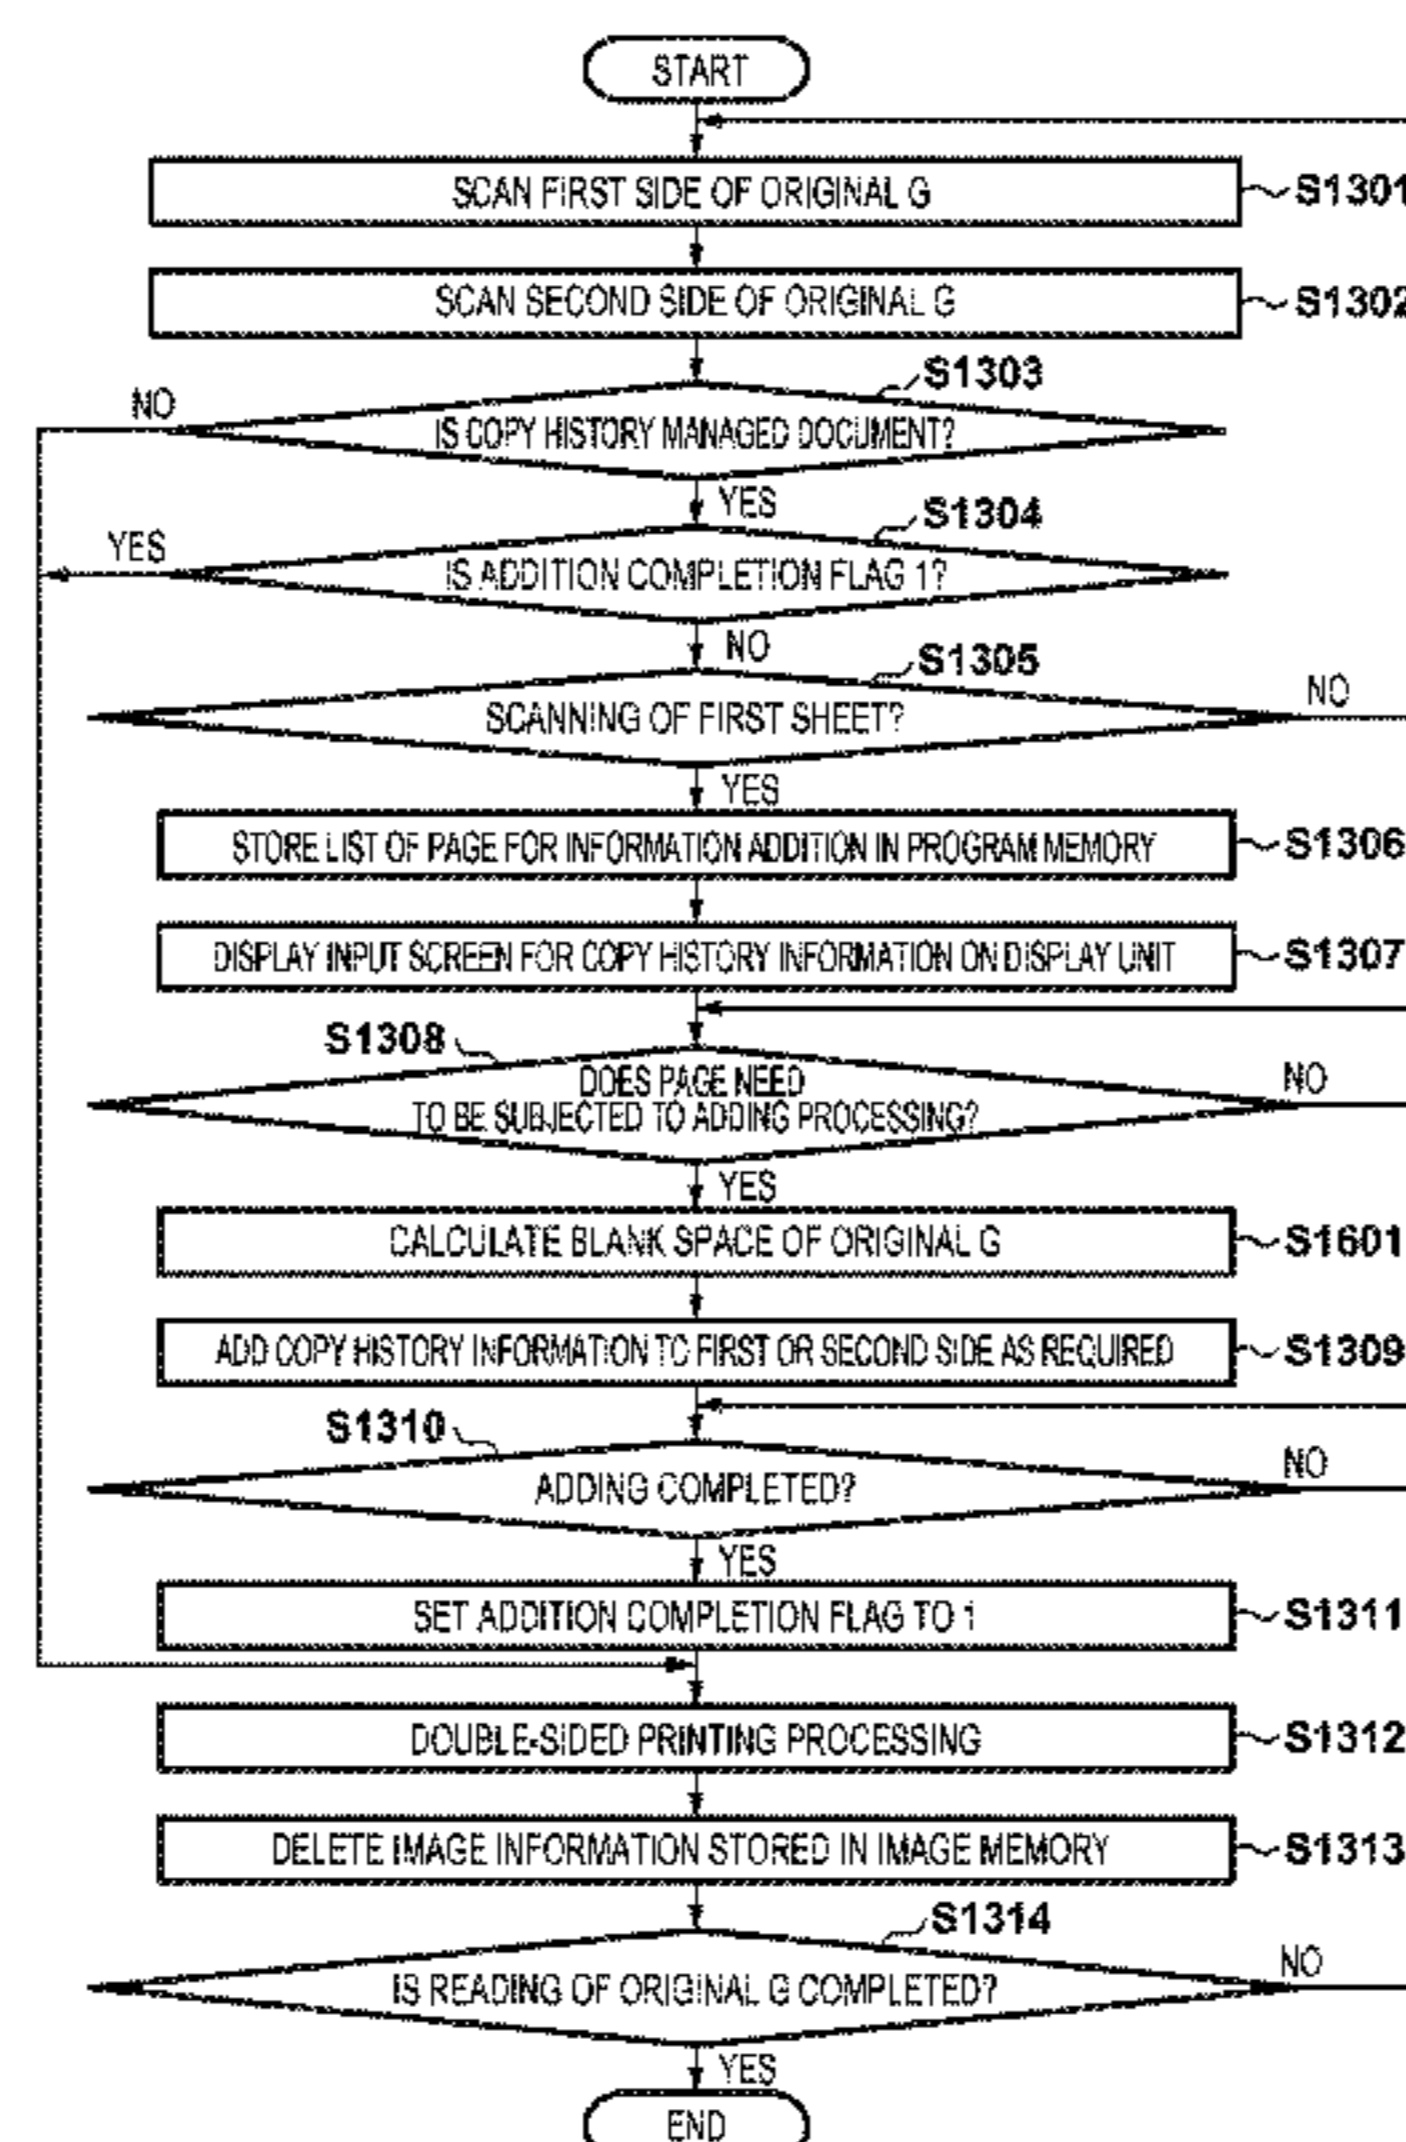 START
SCAN FIRST SIDE OF ORIGINAL G
S1301
SCAN SECOND SIDE OF ORIGINAL G
S1302
S1303
NO
IS COPY HISTORY MANAGED DOCUMENT?
YES
S1304
YES
IS ADDITION COMPLETION FLAG 1?
NO
S1305
NO
SCANNING OF FIRST SHEET?
YES
STORE LIST OF PAGE FOR INFORMATION ADDITION IN PROGRAM MEMORY
S1306
DISPLAY INPUT SCREEN FOR COPY HISTORY INFORMATION ON DISPLAY UNIT
S1307
S1308
DOES PAGE NEED
NO
TO BE SUBJECTED TO ADDING PROCESSING?
YES
CALCULATE BLANK SPACE OF ORIGINAL G
S1601
ADD COPY HISTORY INFORMATION TO FIRST OR SECOND SIDE AS REQUIRED
S1309
S1310
NO
ADDING COMPLETED?
YES
SET ADDITION COMPLETION FLAG TO 1
S1311
DOUBLE-SIDED PRINTING PROCESSING
S1312
DELETE IMAGE INFORMATION STORED IN IMAGE MEMORY
S1313
S1314
NO
IS READING OF ORIGINAL G COMPLETED?
YES
END